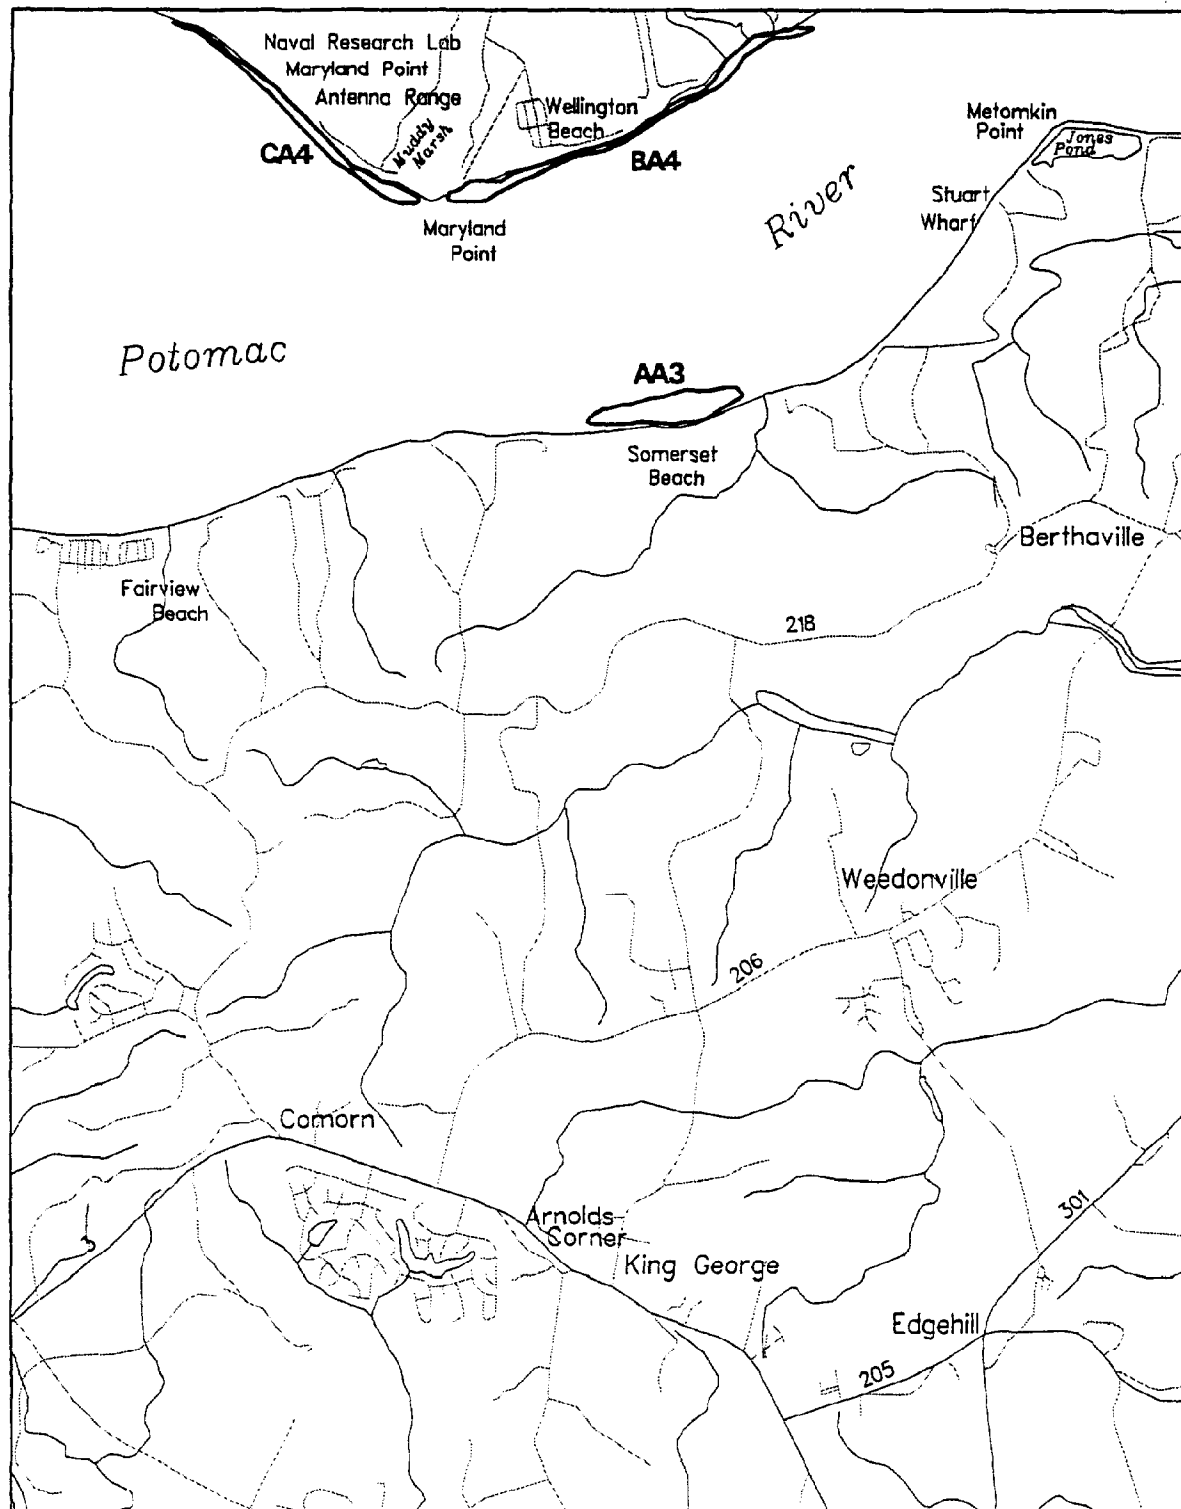 Naval Research Lab
Maryland Point
Antenna Range
Muddy
Marsh
Wellington
Beach
CA4
BA4
Maryland
Point
Metomkin
Point
Jones
Pond
Stuart
Wharf
River
Potomac
AA3
Somerset
Beach
Berthaville
Fairview
Beach
218
Weedonville
206
Comorn
301
Arnolds
Corner
3
King George
Edgehill
205